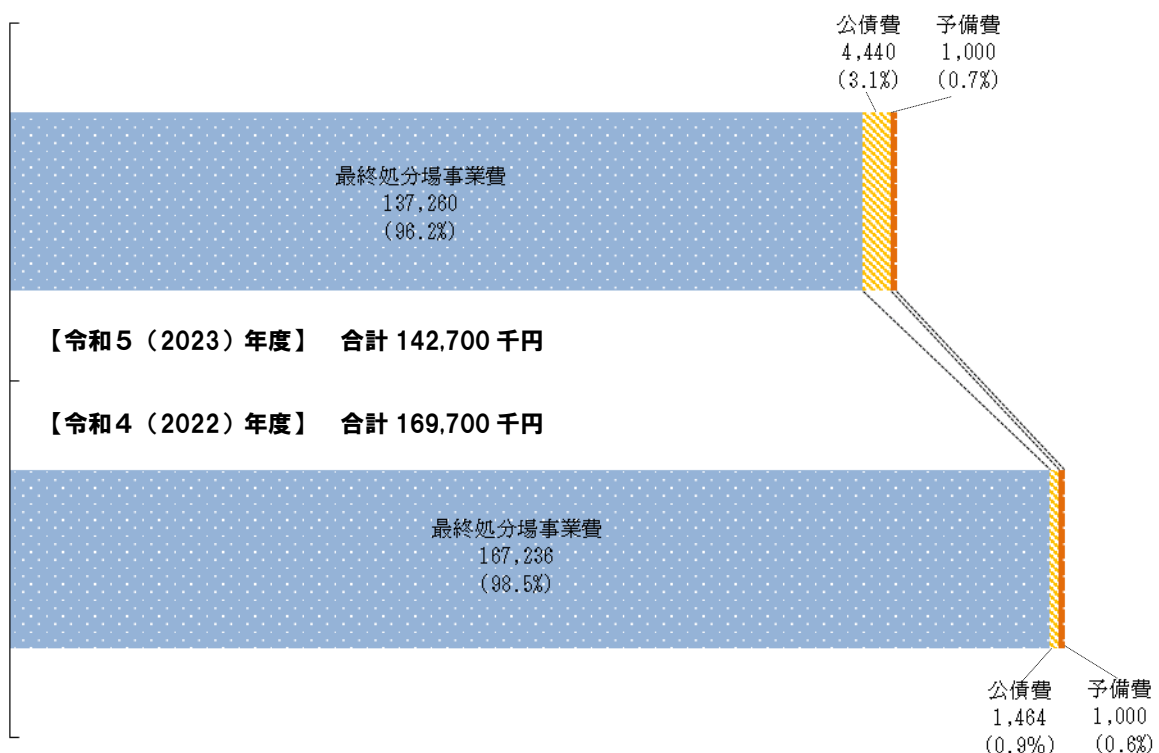 公債費
4,440
(3.1%)
予備費
1,000
(0.7%)
最終処分場事業費
137,260
(96.2%)
【令和5（2023）年度】　合計 142,700 千円
【令和4（2022）年度】　合計 169,700 千円
最終処分場事業費
167,236
(98.5%)
公債費
1,464
(0.9%)
予備費
1,000
(0.6%)